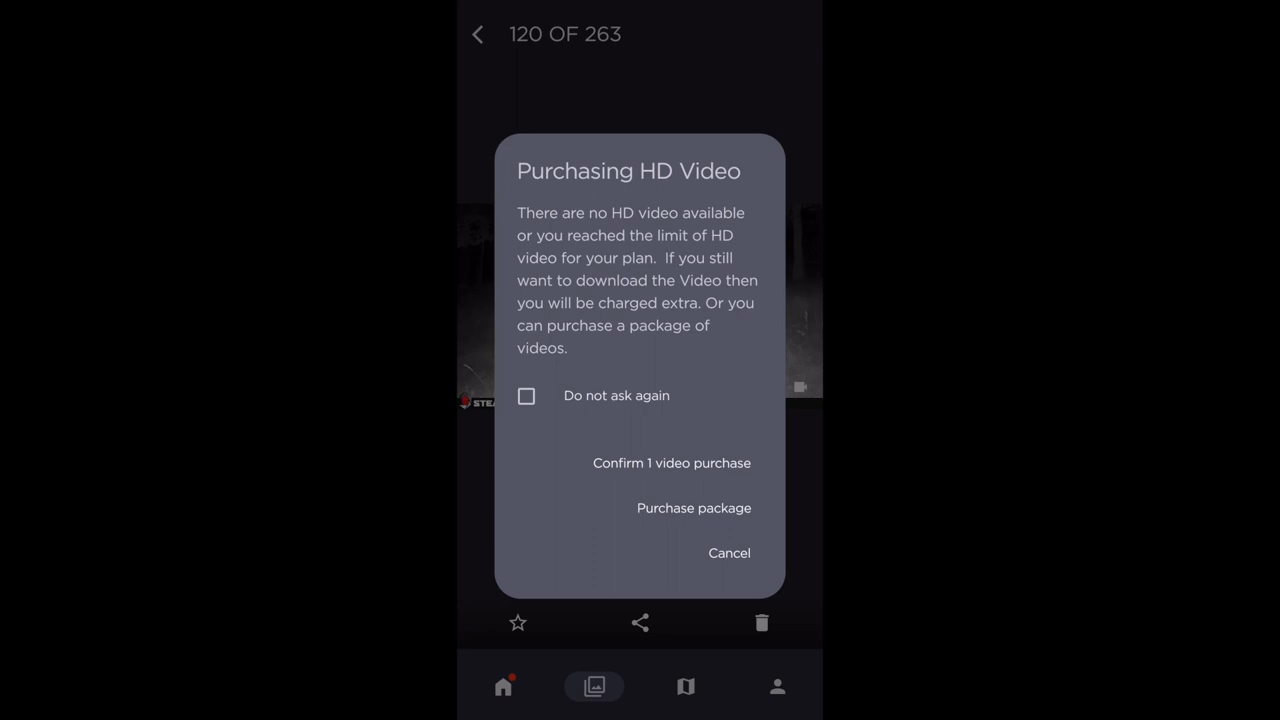 120 OF 263
Purchasing HD Video
There are no HD video available
or you reached the limit of HD
video for your plan.  If you still
want to download the Video then
you will be charged extra. Or you
can purchase a package of
videos.
STEA
Do not ask again
Confirm 1 video purchase
Purchase package
Cancel